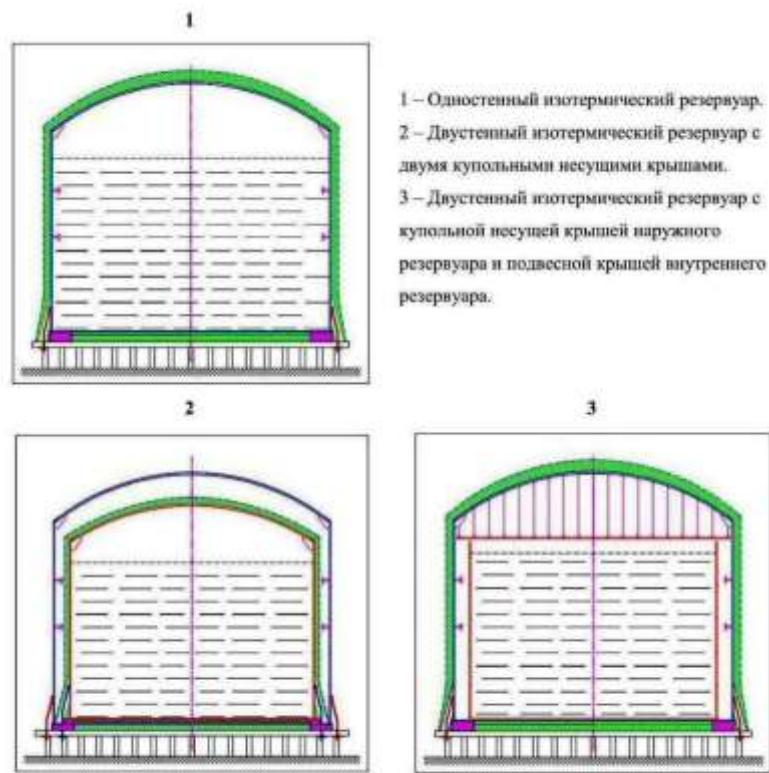 1
1 – Одностенный изотермический резервуар.
2 – Двустенный изотермический резервуар с
двумя купольными несущими крышами.
3 – Двустенный изотермический резервуар с
купольной несущей крышей наружного
резервуара и подвесной крышей внутреннего
резервуара.
2
3